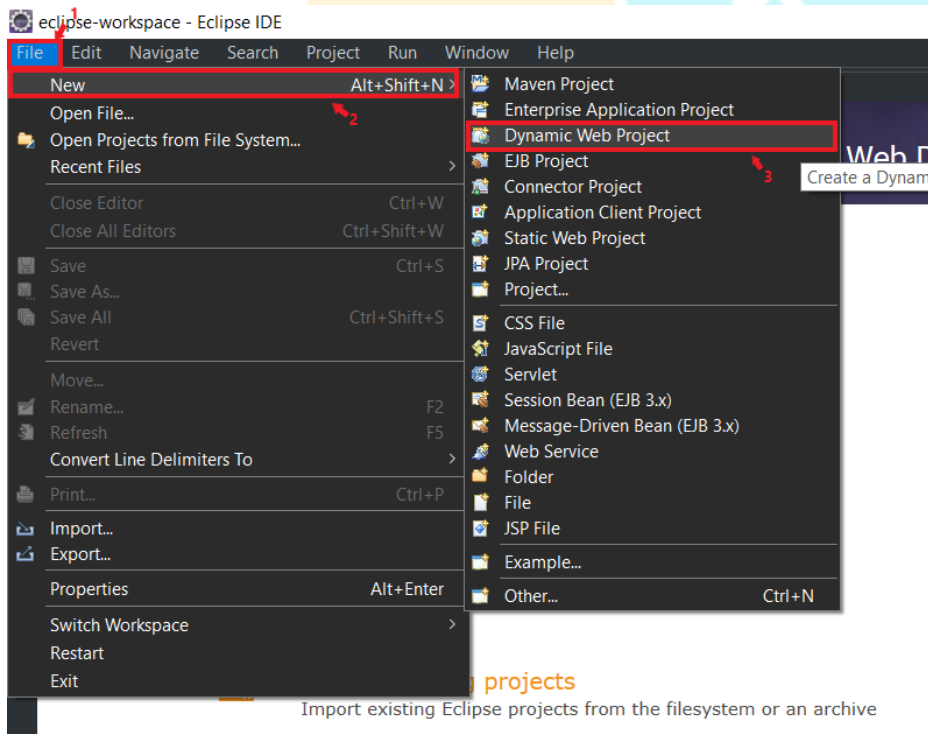 eclipse-workspace - Eclipse IDE
1
File Edit Navigate Search Project Run Window Help
New Alt+Shift+N >
2
Open File...
Open Projects from File System...
Recent Files >
Close Editor Ctrl+W
Close All Editors Ctrl+Shift+W
Save Ctrl+S
Save As...
Save All Ctrl+Shift+S
Revert
Move...
Rename... F2
Refresh F5
Convert Line Delimiters To >
Print... Ctrl+P
Import...
Export...
Properties Alt+Enter
Switch Workspace >
Restart
Exit
Maven Project
Enterprise Application Project
Dynamic Web Project
3
EJB Project
Connector Project
Application Client Project
Static Web Project
JPA Project
Project...
CSS File
JavaScript File
Servlet
Session Bean (EJB 3.x)
Message-Driven Bean (EJB 3.x)
Web Service
Folder
File
JSP File
Example...
Other... Ctrl+N
Web D
Create a Dynam
projects
Import existing Eclipse projects from the filesystem or an archive